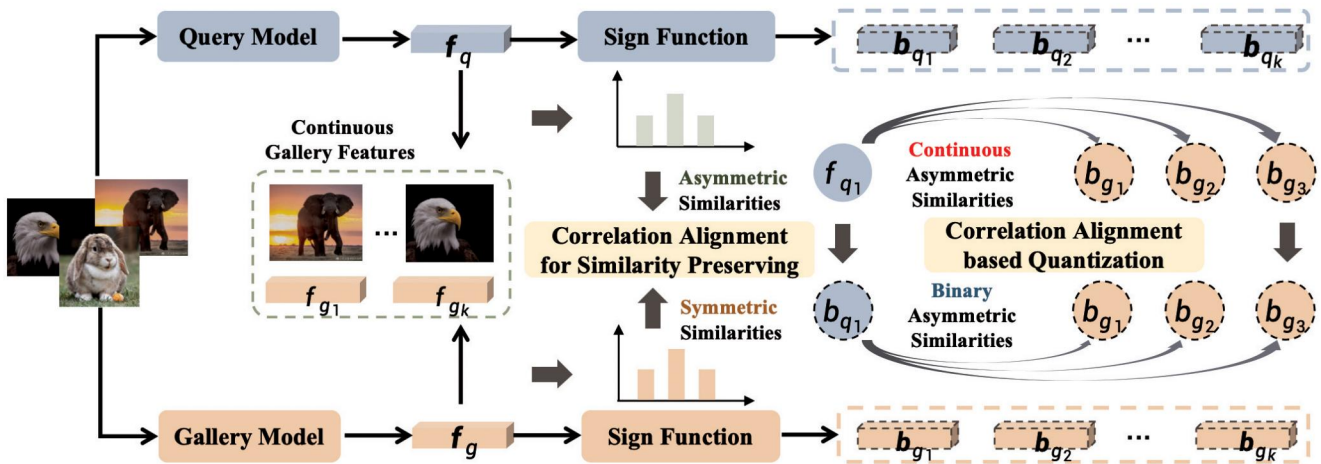 Query Model
f_q
Sign Function
b_q1
b_q2
...
b_qk
Continuous
Gallery Features
...
f_g1
f_gk
Asymmetric
Similarities
Correlation Alignment
for Similarity Preserving
Symmetric
Similarities
f_q1
Continuous
Asymmetric
Similarities
b_g1
b_g2
b_g3
Correlation Alignment
based Quantization
b_q1
Binary
Asymmetric
Similarities
b_g1
b_g2
b_g3
Gallery Model
f_g
Sign Function
b_g1
b_g2
...
b_gk